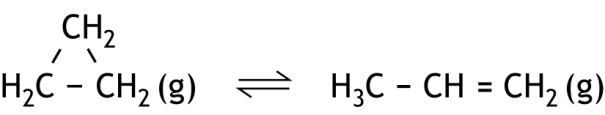 CH₂
H₂C – CH₂ (g) ⇌ H₃C – CH = CH₂ (g)